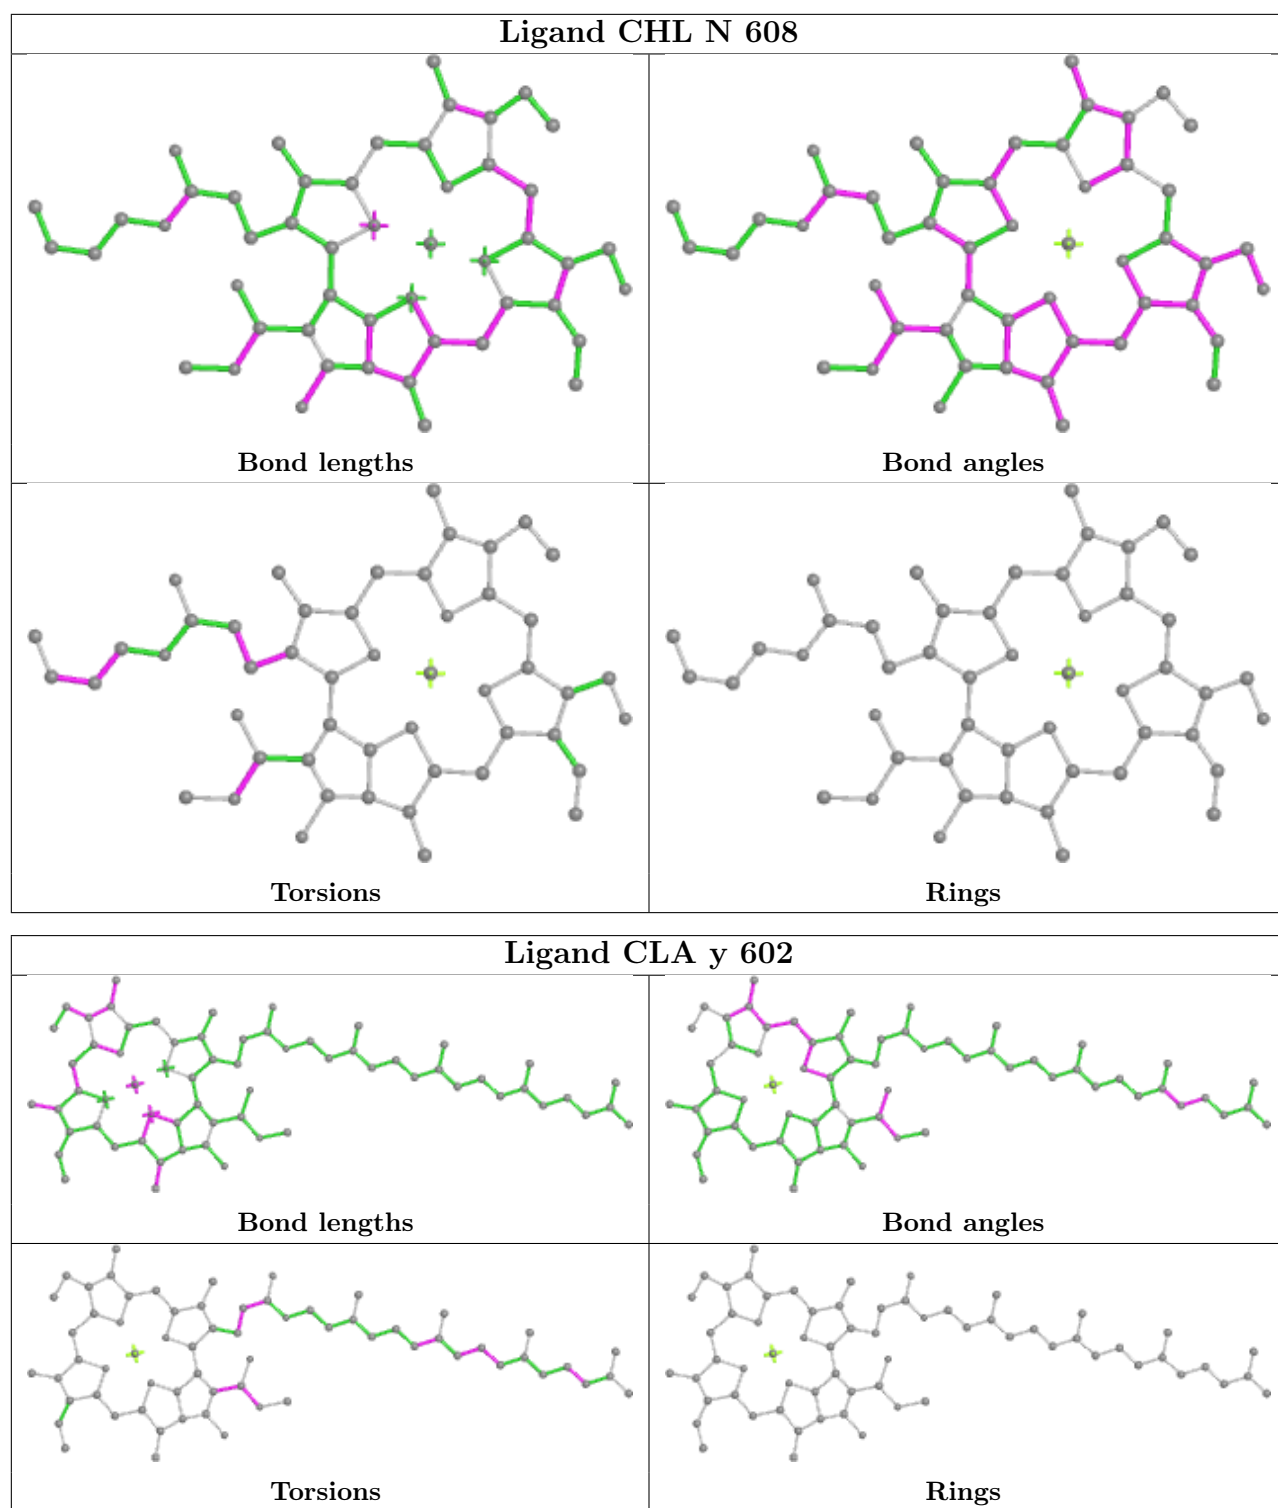 Ligand CHL N 608
Bond lengths
Bond angles
Torsions
Rings
Ligand CLA y 602
Bond lengths
Bond angles
Torsions
Rings